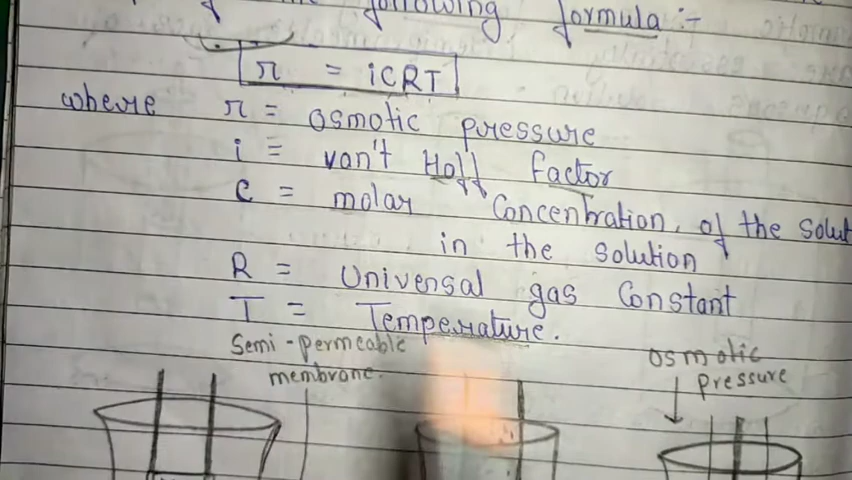 following formula :-
π = iCRT
where π = osmotic pressure
i = van't Hoff factor
C = molar Concentration, of the solut
in the solution
R = Universal gas Constant
T = Temperature.
Semi-permeable
membrane.
osmotic
pressure